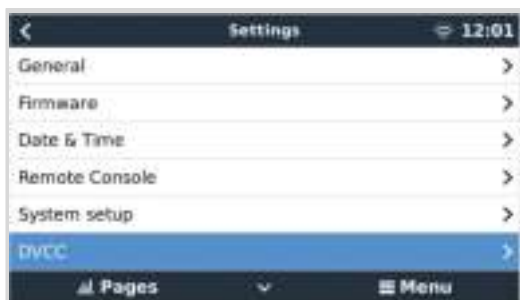 Settings 12:01
General
Firmware
Date & Time
Remote Console
System setup
DVCC
Pages Menu